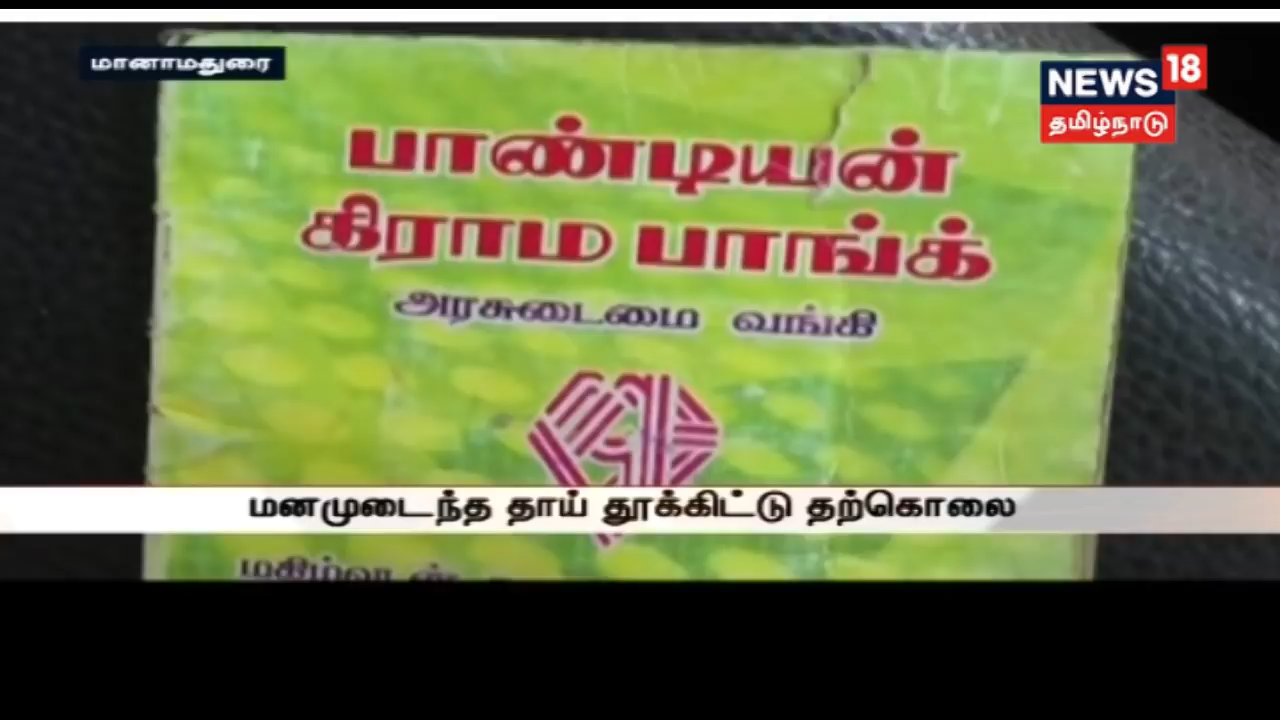 மானாமதுரை
NEWS 18
தமிழ்நாடு
பாண்டியன்
கிராம பாங்க்
அரசுடைமை வங்கி
மனமுடைந்த தாய் தூக்கிட்டு தற்கொலை